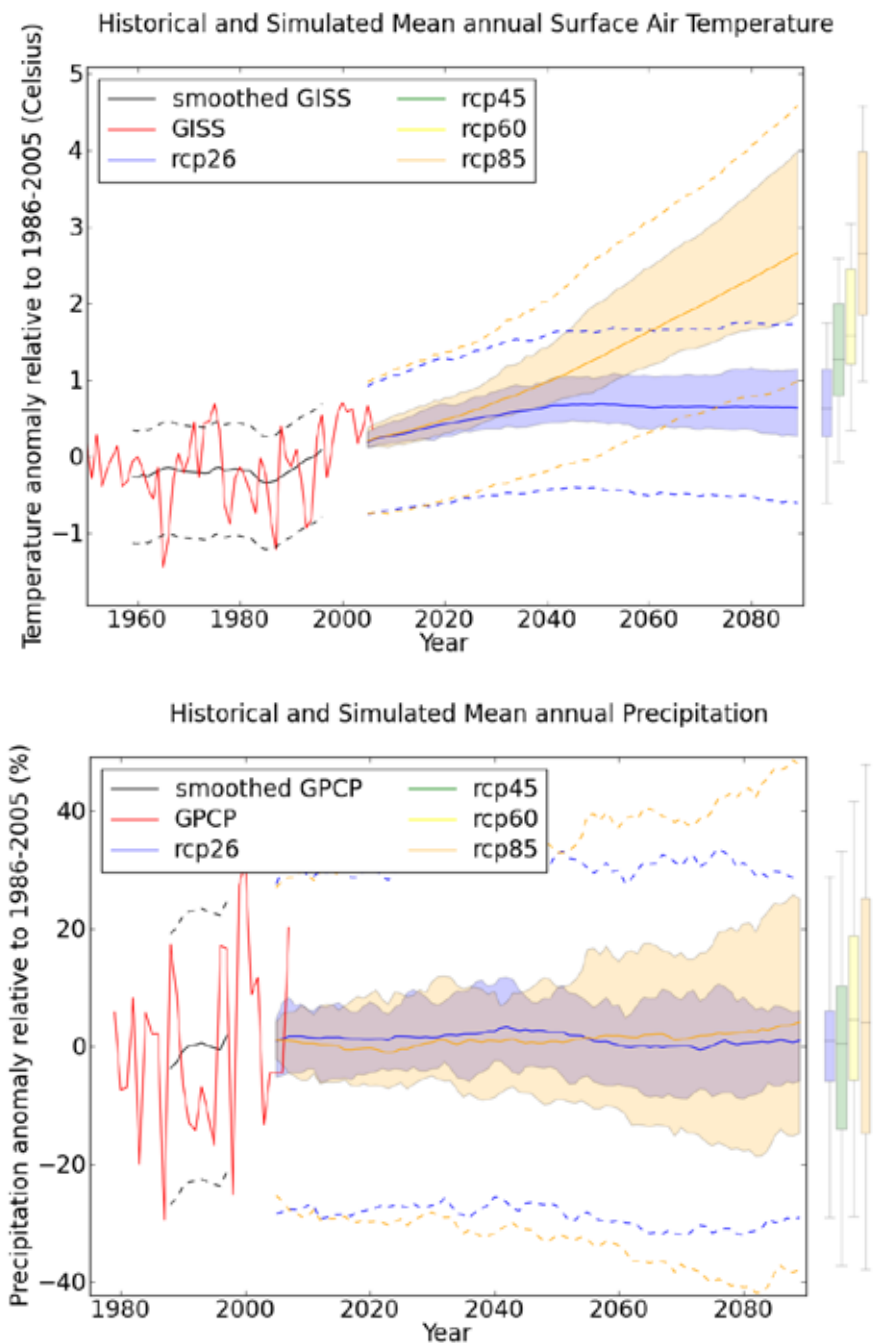 Historical and Simulated Mean annual Surface Air Temperature
Temperature anomaly relative to 1986-2005 (Celsius)
5
4
3
2
1
0
−1
smoothed GISS
GISS
rcp26
rcp45
rcp60
rcp85
1960 1980 2000 2020 2040 2060 2080
Year
Historical and Simulated Mean annual Precipitation
Precipitation anomaly relative to 1986-2005 (%)
40
20
0
−20
−40
smoothed GPCP
GPCP
rcp26
rcp45
rcp60
rcp85
1980 2000 2020 2040 2060 2080
Year